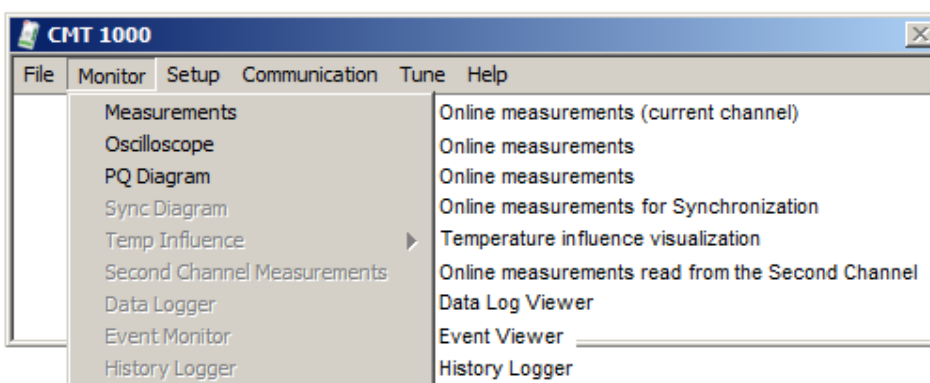 CMT 1000
File Monitor Setup Communication Tune Help
Measurements Online measurements (current channel)
Oscilloscope Online measurements
PQ Diagram Online measurements
Sync Diagram Online measurements for Synchronization
Temp Influence Temperature influence visualization
Second Channel Measurements Online measurements read from the Second Channel
Data Logger Data Log Viewer
Event Monitor Event Viewer
History Logger History Logger